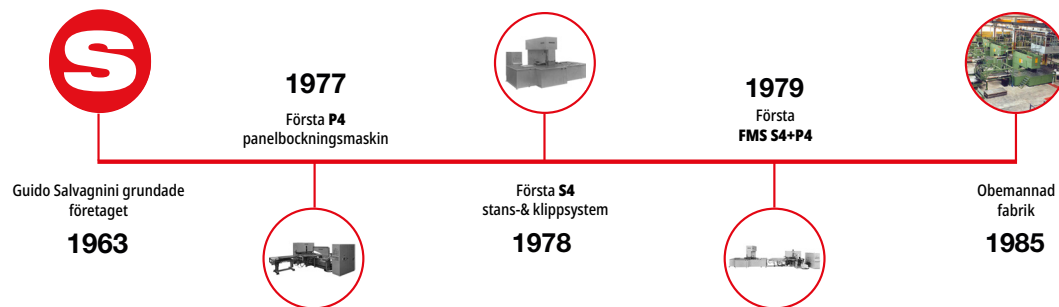 S
Guido Salvagnini grundade
företaget
1963
1977
Första P4
panelbockningsmaskin
Första S4
stans-& klippsystem
1978
1979
Första
FMS S4+P4
Obemannad
fabrik
1985